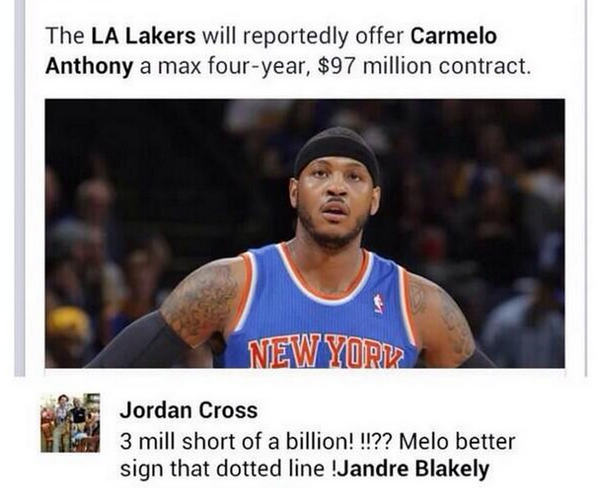 The LA Lakers will reportedly offer Carmelo
Anthony a max four-year, $97 million contract.
NEW YORK
Jordan Cross
3 mill short of a billion! !!?? Melo better
sign that dotted line !Jandre Blakely